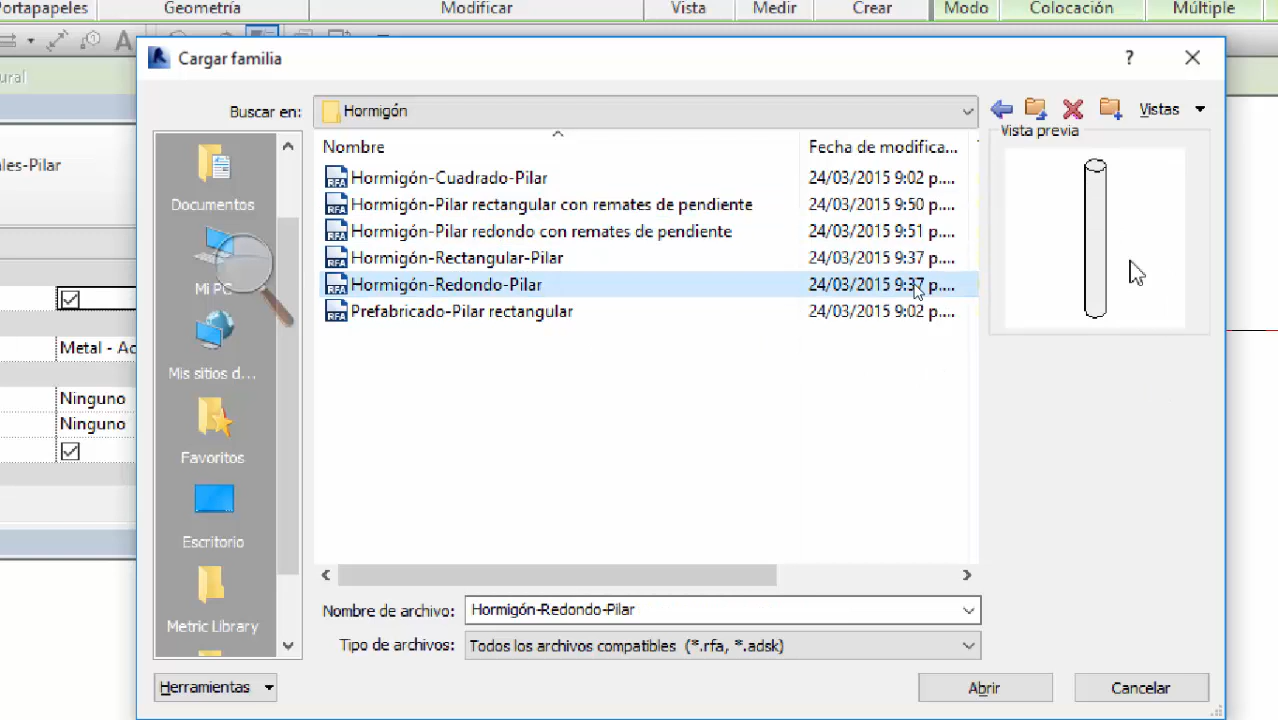 Portapapeles Geometría Modificar Vista Medir Crear Modo Colocación Múltiple
A
ural
Cargar familia ?
Buscar en: Hormigón Vistas
Vista previa
Nombre Fecha de modifica...
les-Pilar
Hormigón-Cuadrado-Pilar 24/03/2015 9:02 p....
Documentos
Hormigón-Pilar rectangular con remates de pendiente 24/03/2015 9:50 p....
Hormigón-Pilar redondo con remates de pendiente 24/03/2015 9:51 p....
Hormigón-Rectangular-Pilar 24/03/2015 9:37 p....
Mi PC
Hormigón-Redondo-Pilar 24/03/2015 9:37 p....
Prefabricado-Pilar rectangular 24/03/2015 9:02 p....
Metal - Ac
Mis sitios d...
Ninguno
Ninguno
Favoritos
Escritorio
Metric Library
Nombre de archivo: Hormigón-Redondo-Pilar
Tipo de archivos: Todos los archivos compatibles (*.rfa, *.adsk)
Herramientas Abrir Cancelar